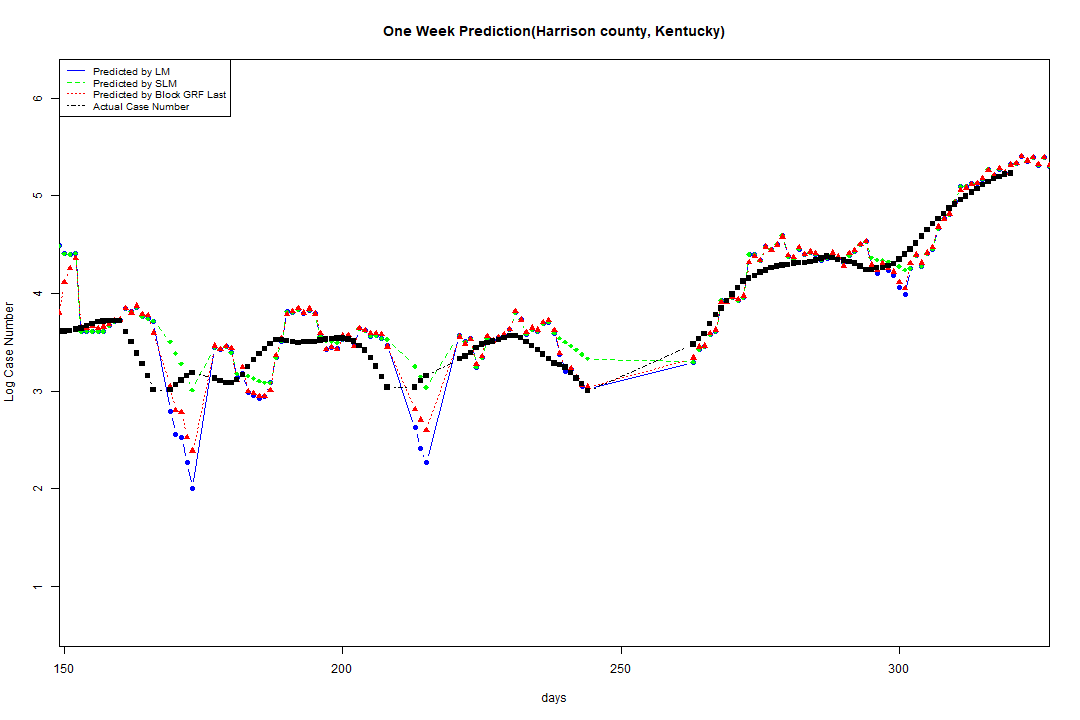 One Week Prediction(Harrison county, Kentucky)
Predicted by LM
Predicted by SLM
Predicted by Block GRF Last
Actual Case Number
Log Case Number
6
5
4
3
2
1
150 200 250 300
days